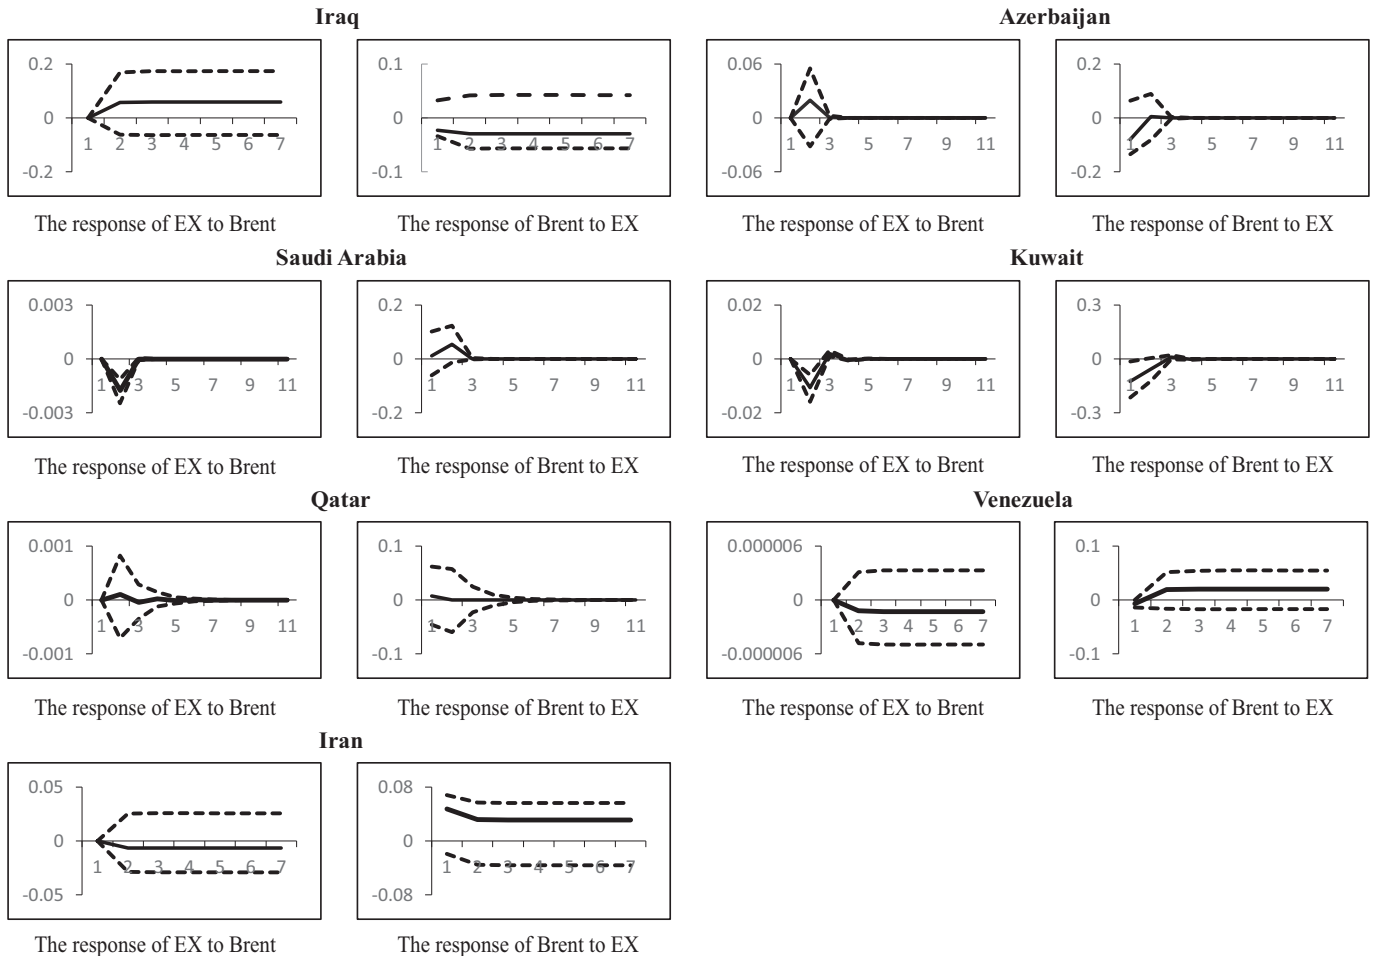 Iraq
0.2
0
-0.2
1 2 3 4 5 6 7
The response of EX to Brent
0.1
0
-0.1
1 2 3 4 5 6 7
The response of Brent to EX
Azerbaijan
0.06
0
-0.06
1 3 5 7 9 11
The response of EX to Brent
0.2
0
-0.2
1 3 5 7 9 11
The response of Brent to EX
Saudi Arabia
0.003
0
-0.003
1 3 5 7 9 11
The response of EX to Brent
0.2
0
-0.2
1 3 5 7 9 11
The response of Brent to EX
Kuwait
0.02
0
-0.02
1 3 5 7 9 11
The response of EX to Brent
0.3
0
-0.3
1 3 5 7 9 11
The response of Brent to EX
Qatar
0.001
0
-0.001
1 3 5 7 9 11
The response of EX to Brent
0.1
0
-0.1
1 3 5 7 9 11
The response of Brent to EX
Venezuela
0.000006
0
-0.000006
1 2 3 4 5 6 7
The response of EX to Brent
0.1
0
-0.1
1 2 3 4 5 6 7
The response of Brent to EX
Iran
0.05
0
-0.05
1 2 3 4 5 6 7
The response of EX to Brent
0.08
0
-0.08
1 2 3 4 5 6 7
The response of Brent to EX